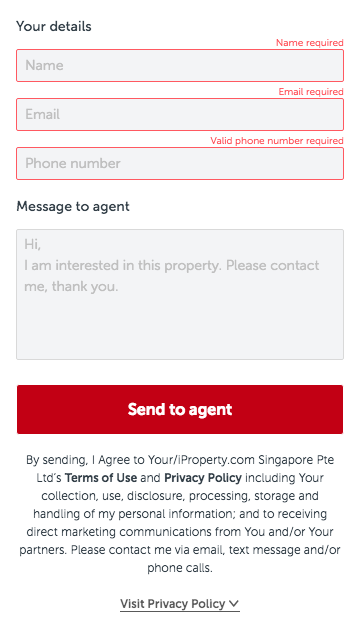 Your details
Name required
Name
Email required
Email
Valid phone number required
Phone number
Message to agent
Hi,
I am interested in this property. Please contact
me, thank you.
Send to agent
By sending, I Agree to Your/iProperty.com Singapore Pte
Ltd's Terms of Use and Privacy Policy including Your
collection, use, disclosure, processing, storage and
handling of my personal information; and to receiving
direct marketing communications from You and/or Your
partners. Please contact me via email, text message and/or
phone calls.
Visit Privacy Policy